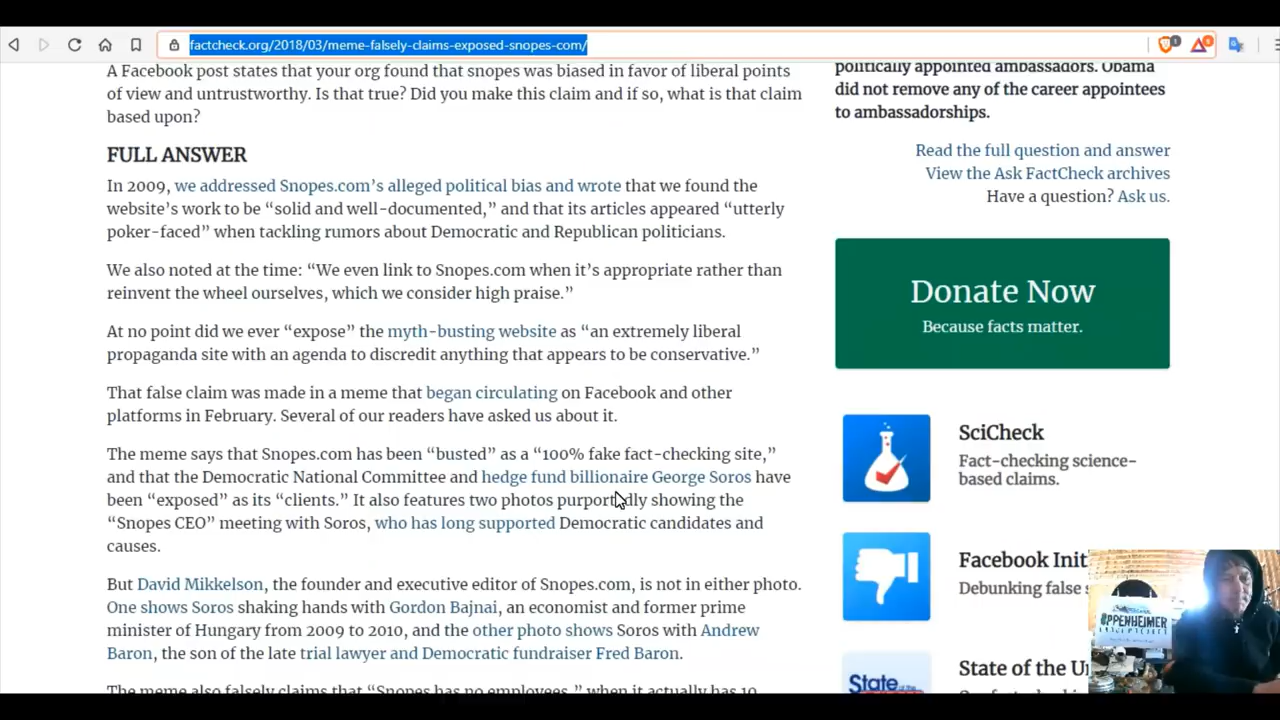 factcheck.org/2018/03/meme-falsely-claims-exposed-snopes-com/
A Facebook post states that your org found that snopes was biased in favor of liberal points
of view and untrustworthy. Is that true? Did you make this claim and if so, what is that claim
based upon?
FULL ANSWER
In 2009, we addressed Snopes.com’s alleged political bias and wrote that we found the
website’s work to be “solid and well-documented,” and that its articles appeared “utterly
poker-faced” when tackling rumors about Democratic and Republican politicians.
We also noted at the time: “We even link to Snopes.com when it’s appropriate rather than
reinvent the wheel ourselves, which we consider high praise.”
At no point did we ever “expose” the myth-busting website as “an extremely liberal
propaganda site with an agenda to discredit anything that appears to be conservative.”
That false claim was made in a meme that began circulating on Facebook and other
platforms in February. Several of our readers have asked us about it.
The meme says that Snopes.com has been “busted” as a “100% fake fact-checking site,”
and that the Democratic National Committee and hedge fund billionaire George Soros have
been “exposed” as its “clients.” It also features two photos purportedly showing the
“Snopes CEO” meeting with Soros, who has long supported Democratic candidates and
causes.
But David Mikkelson, the founder and executive editor of Snopes.com, is not in either photo.
One shows Soros shaking hands with Gordon Bajnai, an economist and former prime
minister of Hungary from 2009 to 2010, and the other photo shows Soros with Andrew
Baron, the son of the late trial lawyer and Democratic fundraiser Fred Baron.
The meme also falsely claims that “Snopes has no employees,” when it actually has
politically appointed ambassadors. Obama
did not remove any of the career appointees
to ambassadorships.
Read the full question and answer
View the Ask FactCheck archives
Have a question? Ask us.
Donate Now
Because facts matter.
SciCheck
Fact-checking science-
based claims.
Facebook Init
Debunking false
State of the U
State
OPPENHEIMER